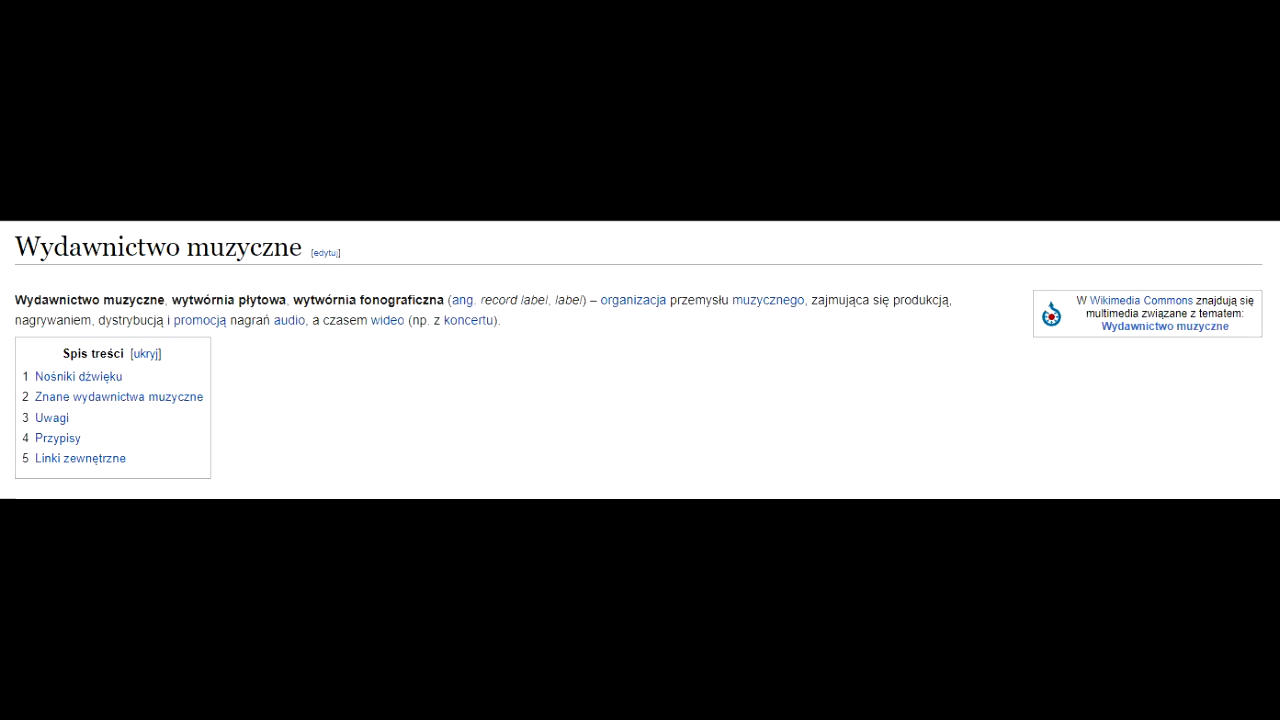 Wydawnictwo muzyczne [edytuj]
Wydawnictwo muzyczne, wytwórnia płytowa, wytwórnia fonograficzna (ang. record label, label) – organizacja przemysłu muzycznego, zajmująca się produkcją,
nagrywaniem, dystrybucją i promocją nagrań audio, a czasem wideo (np. z koncertu).
W Wikimedia Commons znajdują się
multimedia związane z tematem:
Wydawnictwo muzyczne
Spis treści [ukryj]
1 Nośniki dźwięku
2 Znane wydawnictwa muzyczne
3 Uwagi
4 Przypisy
5 Linki zewnętrzne